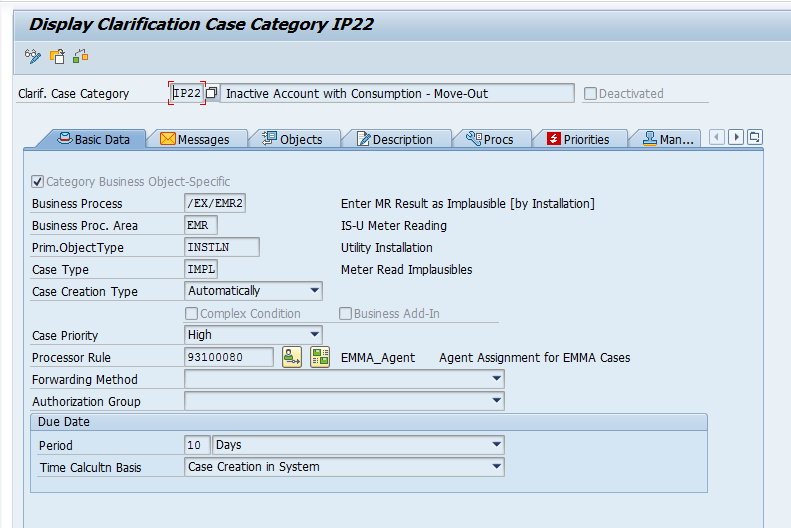 Display Clarification Case Category IP22
Clarif. Case Category IP22 Inactive Account with Consumption - Move-Out Deactivated
Basic Data Messages Objects Description Procs Priorities Man...
Category Business Object-Specific
Business Process /EX/EMR2 Enter MR Result as Implausible [by Installation]
Business Proc. Area EMR IS-U Meter Reading
Prim.ObjectType INSTLN Utility Installation
Case Type IMPL Meter Read Implausibles
Case Creation Type Automatically
Complex Condition Business Add-In
Case Priority High
Processor Rule 93100080 EMMA_Agent Agent Assignment for EMMA Cases
Forwarding Method
Authorization Group
Due Date
Period 10 Days
Time Calcultn Basis Case Creation in System